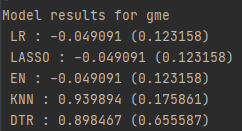 Model results for gme
LR : -0.049091 (0.123158)
LASSO : -0.049091 (0.123158)
EN : -0.049091 (0.123158)
KNN : 0.939894 (0.175861)
DTR : 0.898467 (0.655587)